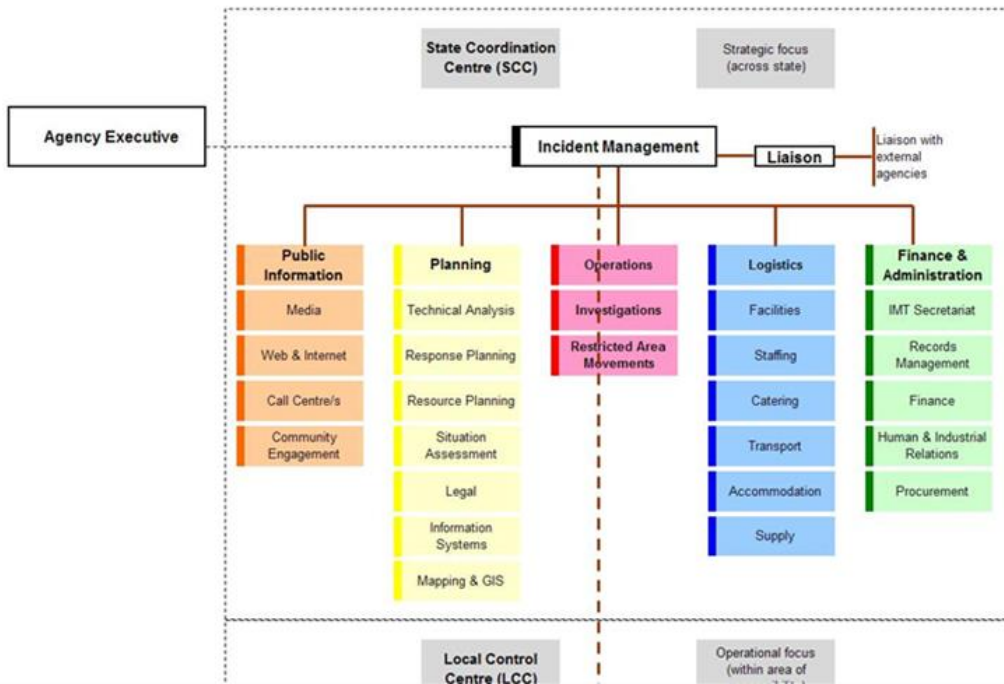 State Coordination
Centre (SCC)
Strategic focus
(across state)
Agency Executive
Incident Management
Liaison
Liaison with
external
agencies
Public
Information
Media
Web & Internet
Call Centre/s
Community
Engagement
Planning
Technical Analysis
Response Planning
Resource Planning
Situation
Assessment
Legal
Information
Systems
Mapping & GIS
Operations
Investigations
Restricted Area
Movements
Logistics
Facilities
Staffing
Catering
Transport
Accommodation
Supply
Finance &
Administration
IMT Secretariat
Records
Management
Finance
Human & Industrial
Relations
Procurement
Local Control
Centre (LCC)
Operational focus
(within area of